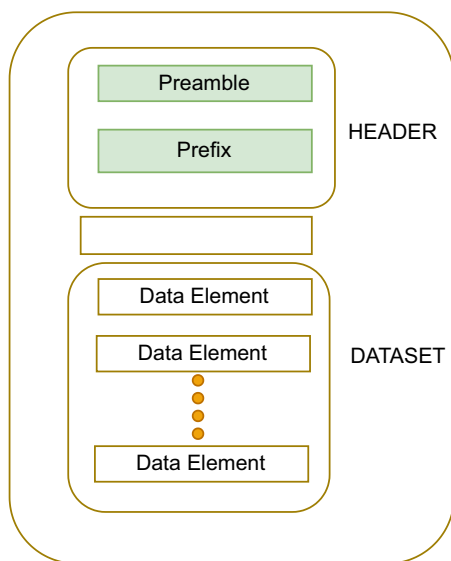 Preamble
Prefix
HEADER
Data Element
Data Element
DATASET
Data Element